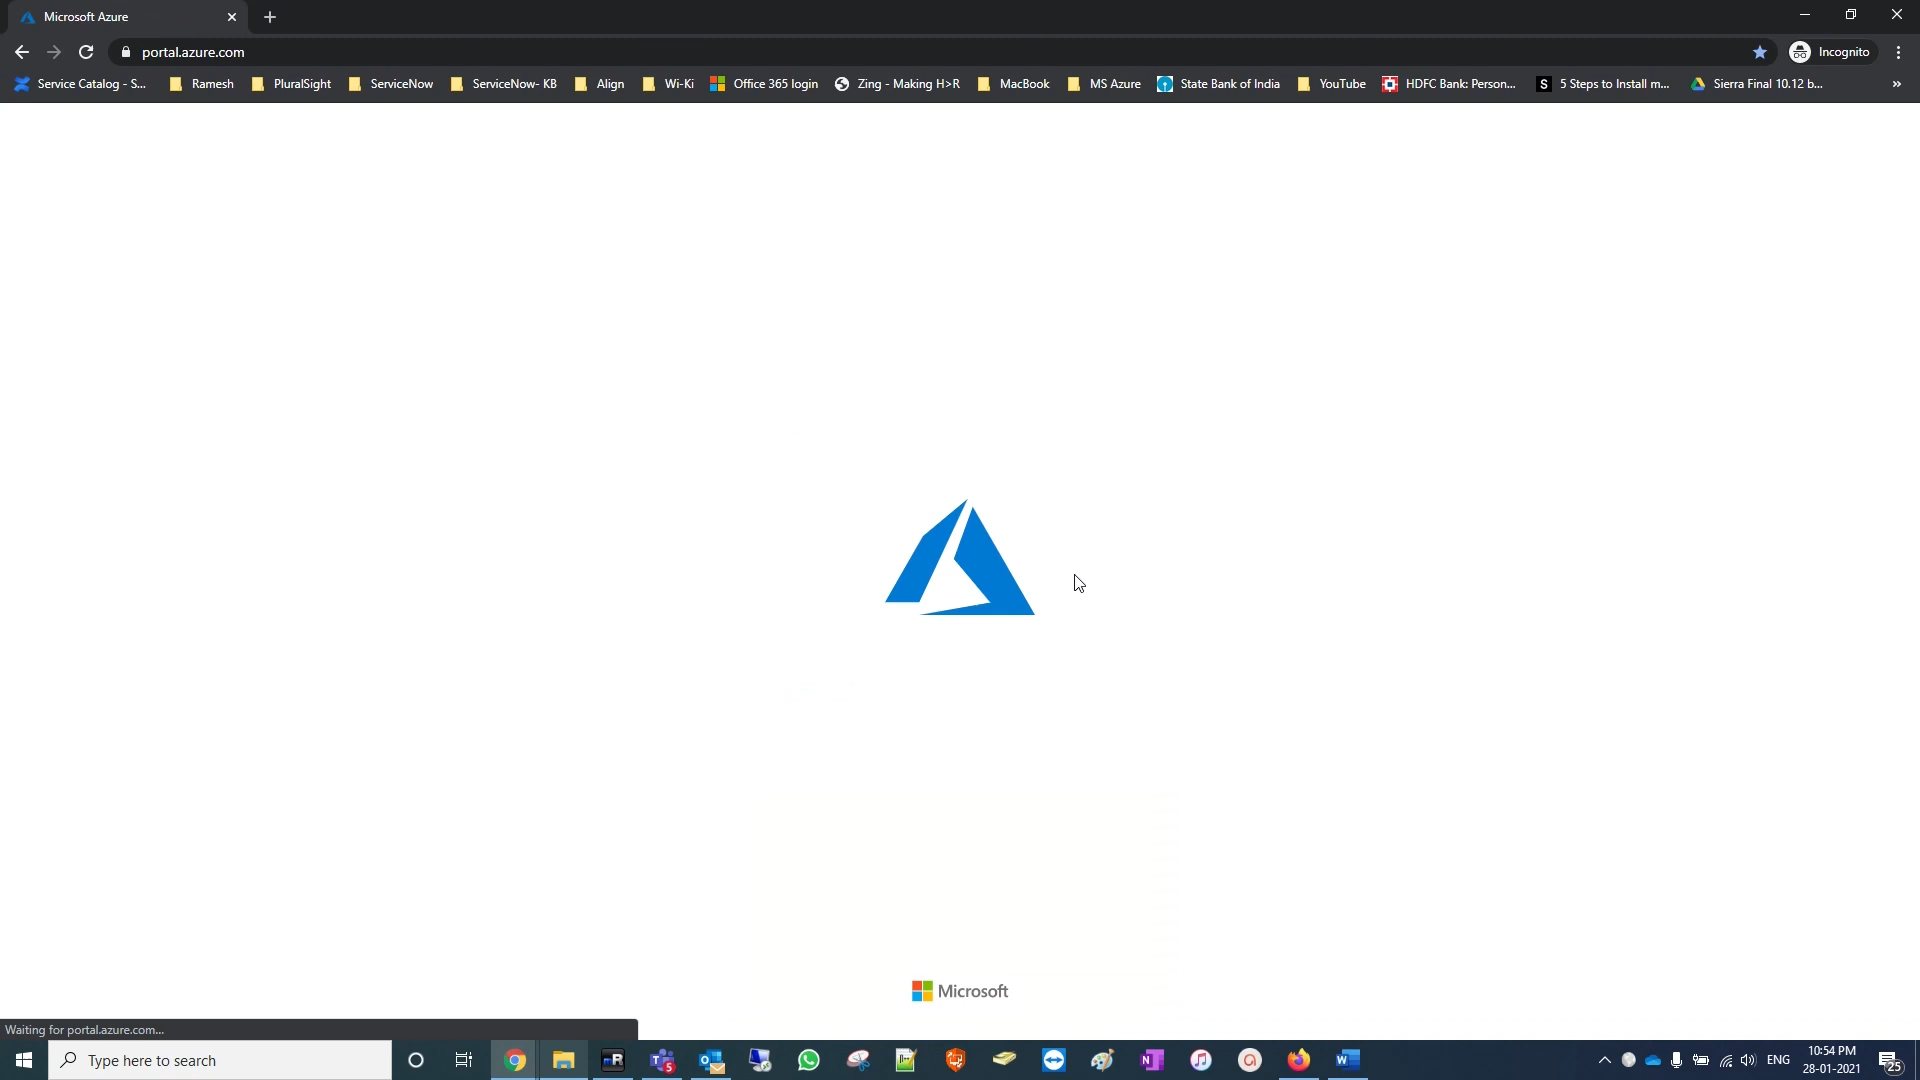 Microsoft Azure
portal.azure.com
Incognito
Service Catalog - S...
Ramesh
PluralSight
ServiceNow
ServiceNow- KB
Align
Wi-Ki
Office 365 login
Zing - Making H>R
MacBook
MS Azure
State Bank of India
YouTube
HDFC Bank: Person...
5 Steps to Install m...
Sierra Final 10.12 b...
»
Microsoft
Waiting for portal.azure.com...
Type here to search
ENG
10:54 PM
28-01-2021
25
5